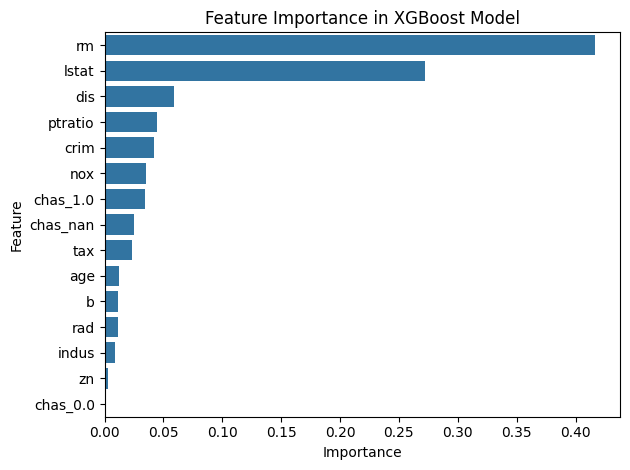 Feature Importance in XGBoost Model
Feature
rm
lstat
dis
ptratio
crim
nox
chas_1.0
chas_nan
tax
age
b
rad
indus
zn
chas_0.0
0.00 0.05 0.10 0.15 0.20 0.25 0.30 0.35 0.40
Importance